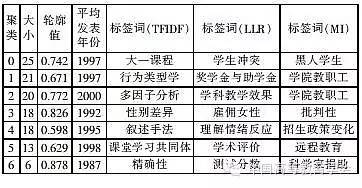 聚类 大小 轮廓值 平均发表年份 标签词(TFIDF) 标签词(LLR) 标签词(MI)
0 25 0.742 1997 大一课程 学生冲突 黑人学生
1 21 0.671 1997 行为类型学 奖学金与助学金 学院教职工
2 20 0.772 2000 多因子分析 学科教学效果 学院教职工
3 18 0.826 1992 性别差异 雇佣女性 批判性
4 18 0.598 1995 叙述手法 理解情绪反应 招生政策变化
5 13 0.629 1998 课堂学习共同体 学术评价 远程教育
6 6 0.878 1987 精确性 测试分数 科学家捐助